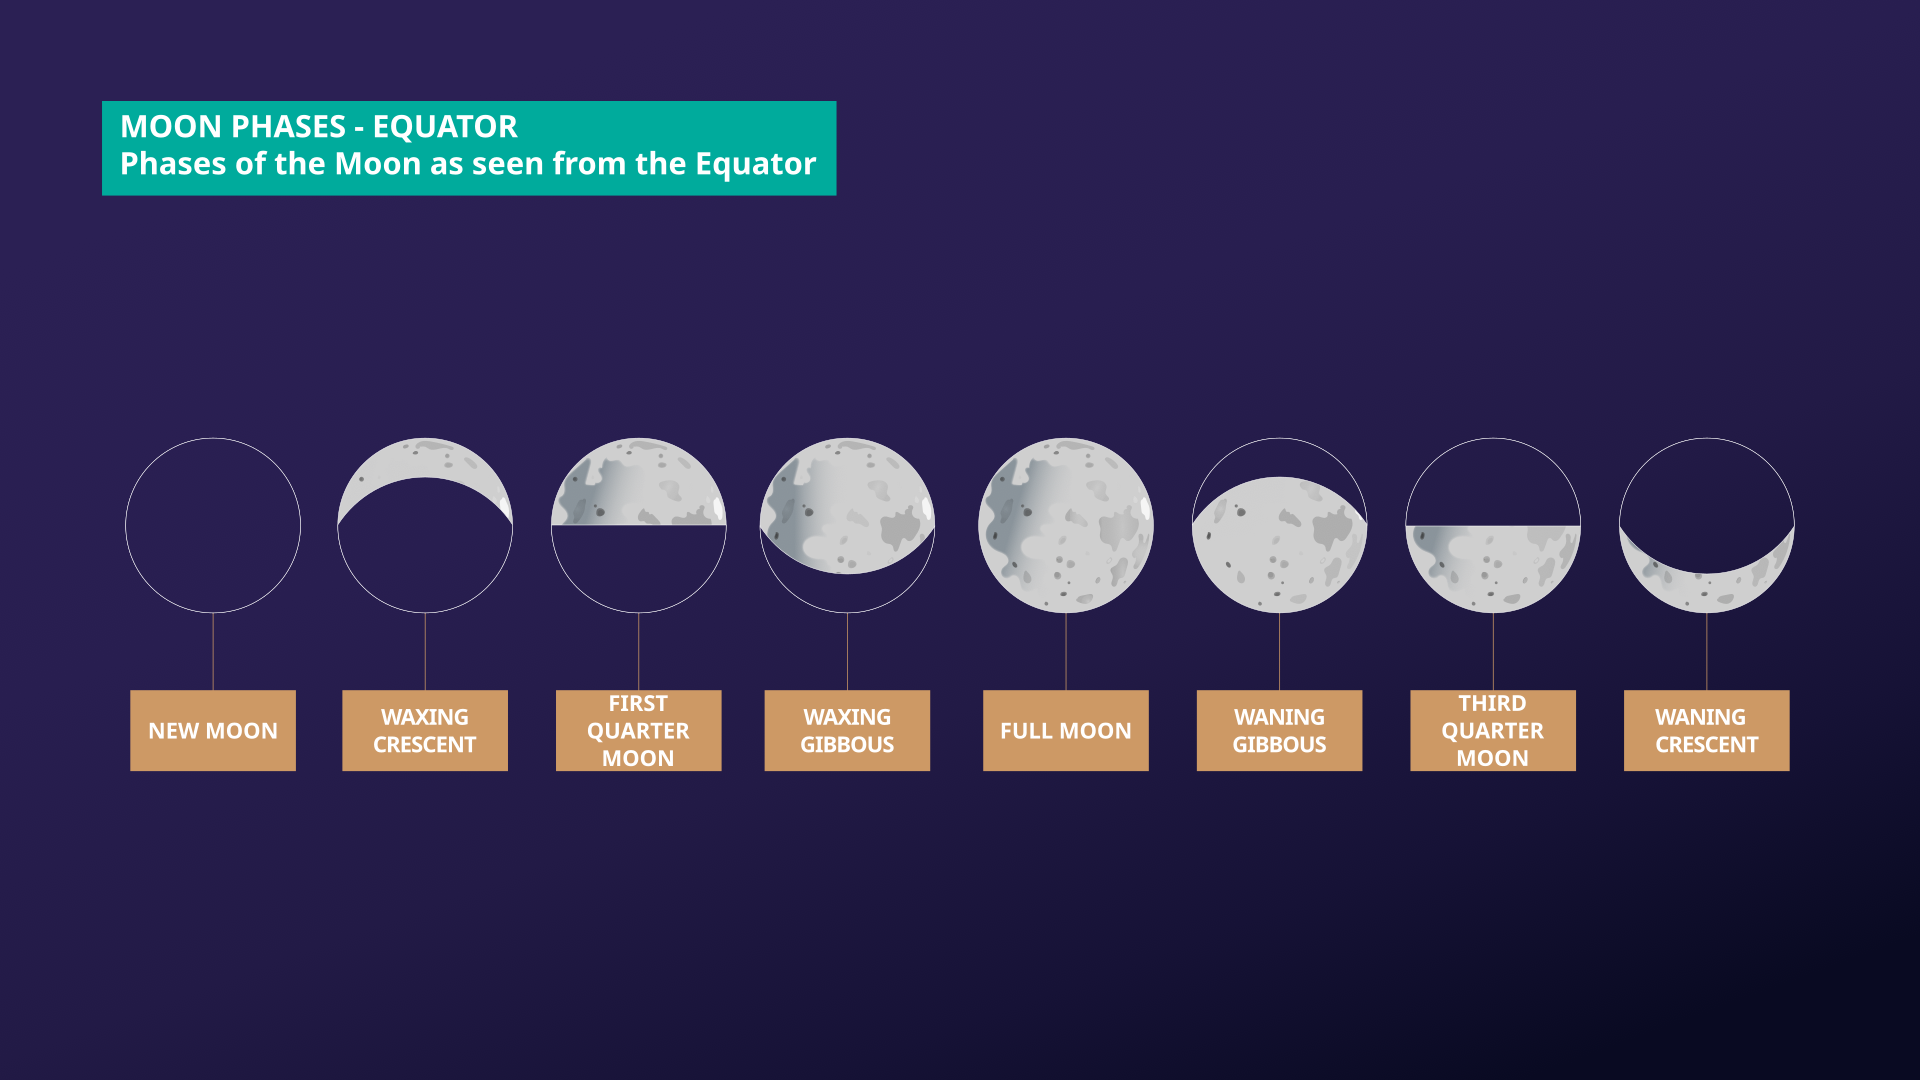 MOON PHASES - EQUATOR
Phases of the Moon as seen from the Equator
NEW MOON
WAXING
CRESCENT
FIRST
QUARTER
MOON
WAXING
GIBBOUS
FULL MOON
WANING
GIBBOUS
THIRD
QUARTER
MOON
WANING
CRESCENT